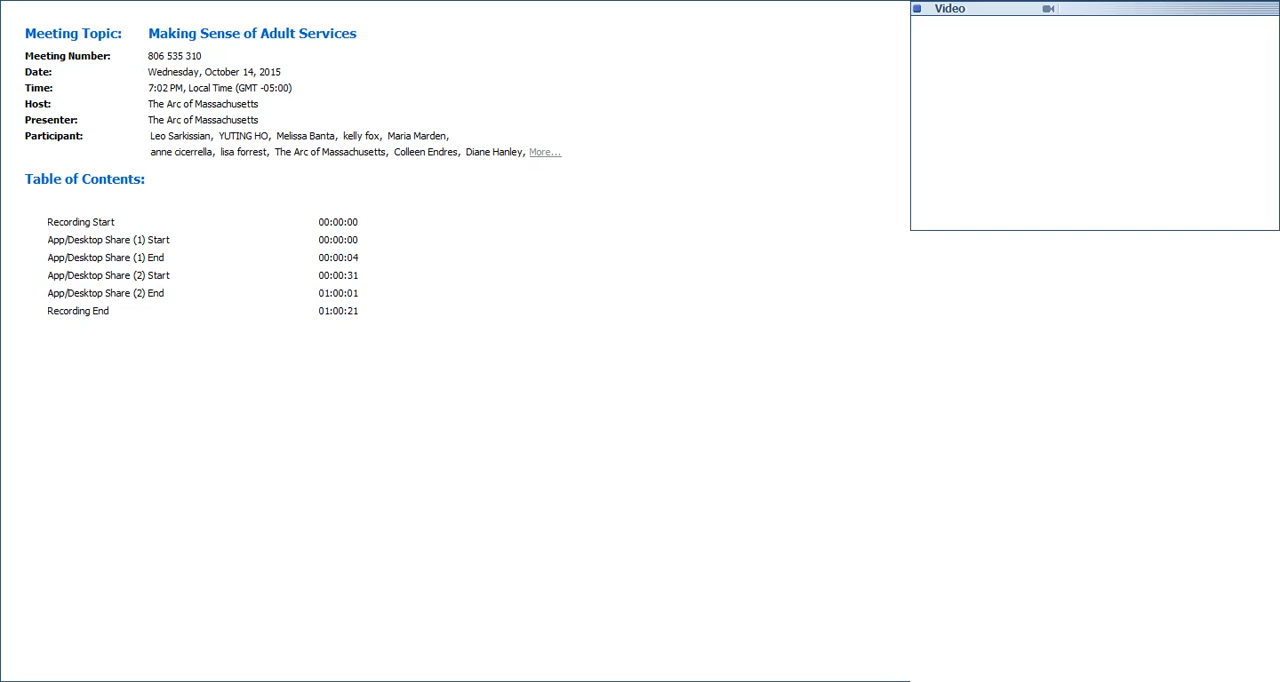 Meeting Topic: Making Sense of Adult Services
Meeting Number: 806 535 310
Date: Wednesday, October 14, 2015
Time: 7:02 PM, Local Time (GMT -05:00)
Host: The Arc of Massachusetts
Presenter: The Arc of Massachusetts
Participant: Leo Sarkissian, YUTING HO, Melissa Banta, kelly fox, Maria Marden,
anne cicerrella, lisa forrest, The Arc of Massachusetts, Colleen Endres, Diane Hanley, More...
Table of Contents:
Recording Start 00:00:00
App/Desktop Share (1) Start 00:00:00
App/Desktop Share (1) End 00:00:04
App/Desktop Share (2) Start 00:00:31
App/Desktop Share (2) End 01:00:01
Recording End 01:00:21
Video